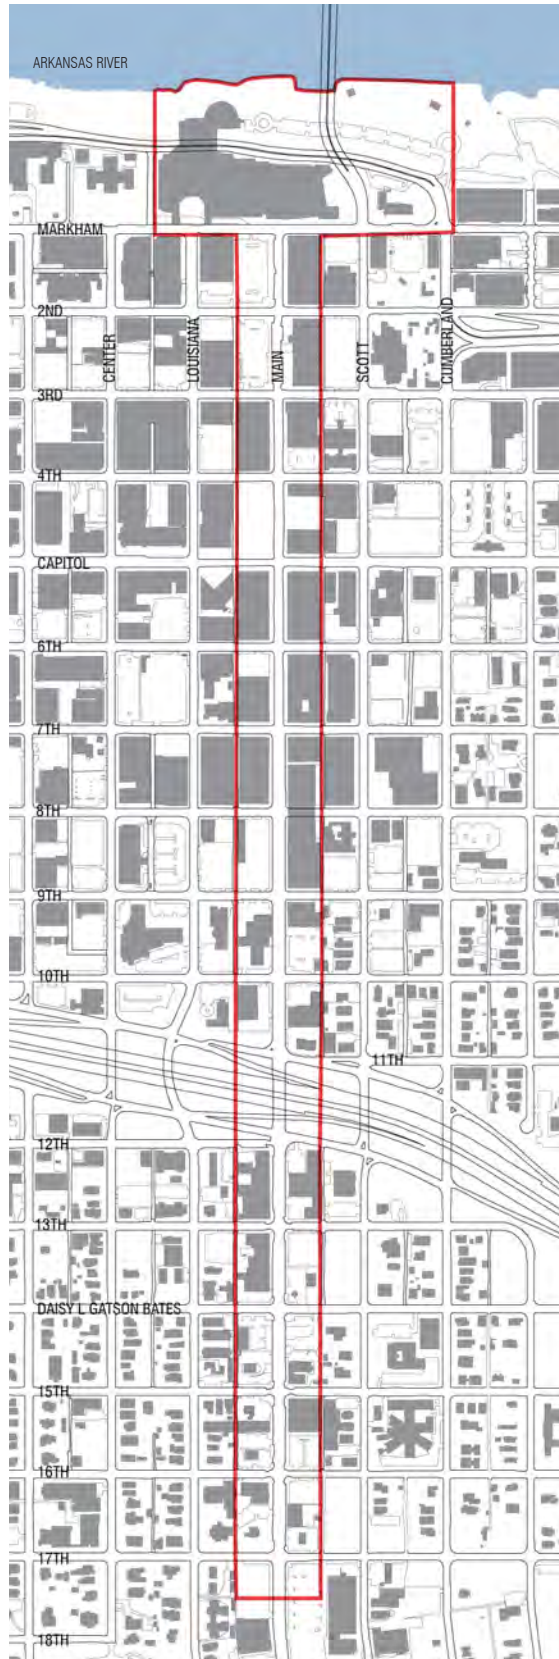 ARKANSAS RIVER
MARKHAM
2ND
CENTER
LOUISIANA
MAIN
SCOTT
CUMBERLAND
3RD
4TH
CAPITOL
6TH
7TH
8TH
9TH
10TH
11TH
12TH
13TH
DAISY L GATSON BATES
15TH
16TH
17TH
18TH